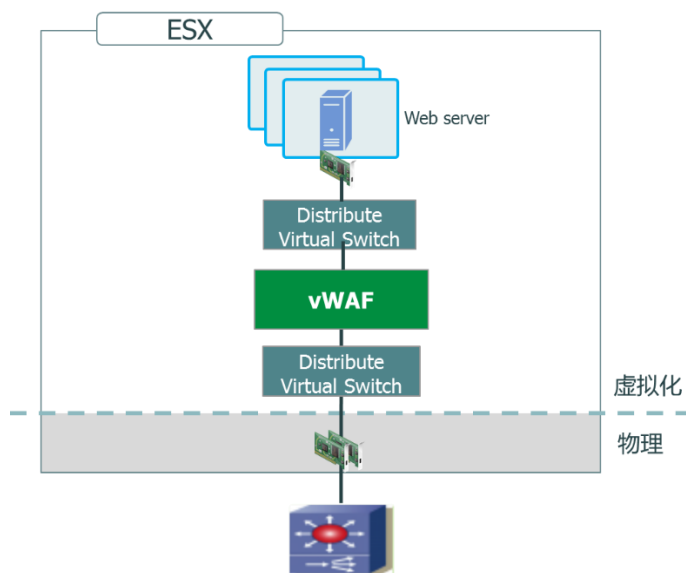 ESX
Web server
Distribute
Virtual Switch
vWAF
Distribute
Virtual Switch
虚拟化
物理